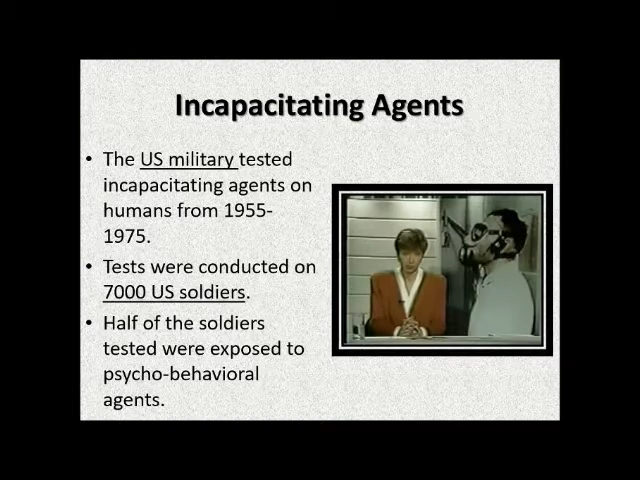 Incapacitating Agents
• The US military tested
incapacitating agents on
humans from 1955-
1975.
• Tests were conducted on
7000 US soldiers.
• Half of the soldiers
tested were exposed to
psycho-behavioral
agents.